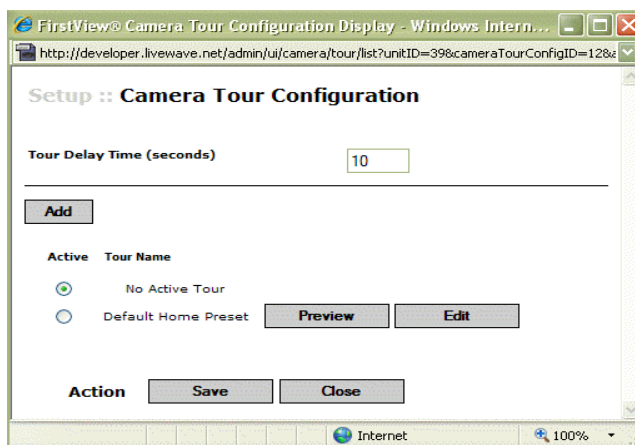 FirstView® Camera Tour Configuration Display - Windows Intern...
http://developer.livewave.net/admin/ui/camera/tour/list?unitID=39&cameraTourConfigID=12&
Setup :: Camera Tour Configuration
Tour Delay Time (seconds) 10
Add
Active Tour Name
No Active Tour
Default Home Preset Preview Edit
Action Save Close
Internet 100%